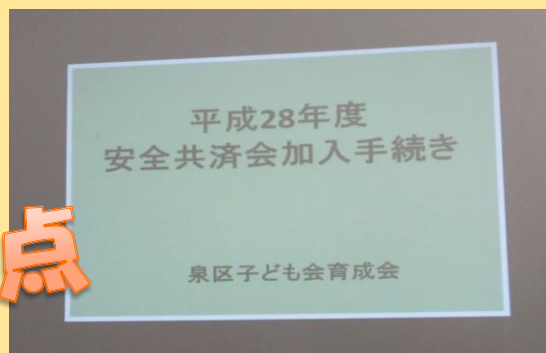 平成28年度
安全共済会加入手続き
泉区子ども会育成会
点